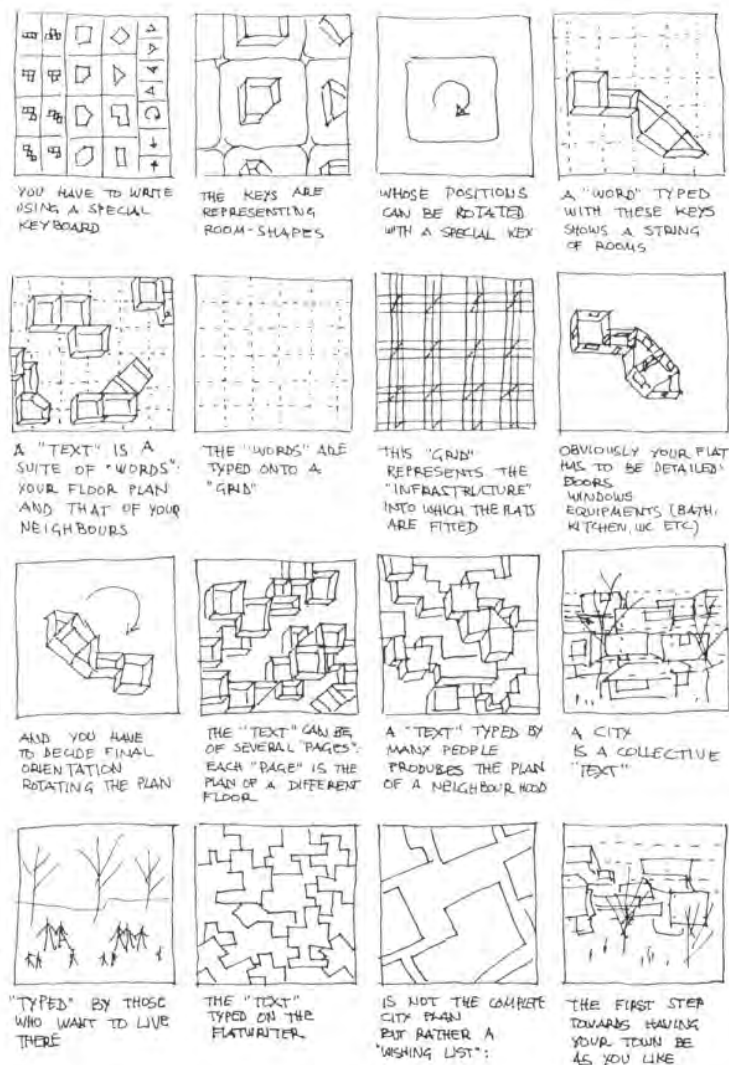 YOU HAVE TO WRITE
USING A SPECIAL
KEYBOARD
THE KEYS ARE
REPRESENTING
ROOM-SHAPES
WHOSE POSITIONS
CAN BE ROTATED
WITH A SPECIAL KEY
A "WORD" TYPED
WITH THESE KEYS
SHOWS A STRING
OF ROOMS
A "TEXT" IS A
SUITE OF "WORDS":
YOUR FLOOR PLAN
AND THAT OF YOUR
NEIGHBOURS
THE "WORDS" ARE
TYPED ONTO A
"GRID"
THIS "GRID"
REPRESENTS THE
"INFRASTRUCTURE"
INTO WHICH THE FLATS
ARE FITTED
OBVIOUSLY YOUR FLAT
HAS TO BE DETAILED:
DOORS
WINDOWS
EQUIPMENTS (BATH,
KITCHEN, WC ETC)
AND YOU HAVE
TO DECIDE FINAL
ORIENTATION
ROTATING THE PLAN
THE "TEXT" CAN BE
OF SEVERAL "PAGES":
EACH "PAGE" IS THE
PLAN OF A DIFFERENT
FLOOR
A "TEXT" TYPED BY
MANY PEOPLE
PRODUBES THE PLAN
OF A NEIGHBOUR HOOD
A CITY
IS A COLLECTIVE
"TEXT"
"TYPED" BY THOSE
WHO WANT TO LIVE
THERE
THE "TEXT"
TYPED ON THE
FLATWRITER
IS NOT THE COMPLETE
CITY PLAN
BUT RATHER A
"WISHING LIST":
THE FIRST STEP
TOWARDS HAVING
YOUR TOWN BE
AS YOU LIKE